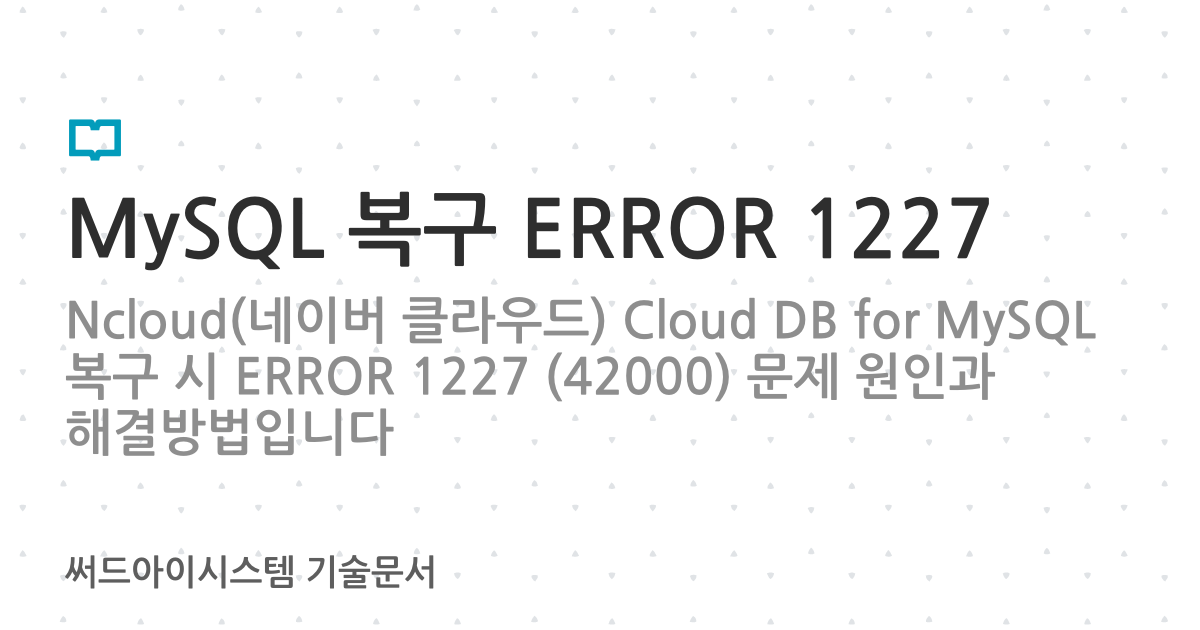 MySQL 복구 ERROR 1227
Ncloud(네이버 클라우드) Cloud DB for MySQL
복구 시 ERROR 1227 (42000) 문제 원인과
해결방법입니다
써드아이시스템 기술문서